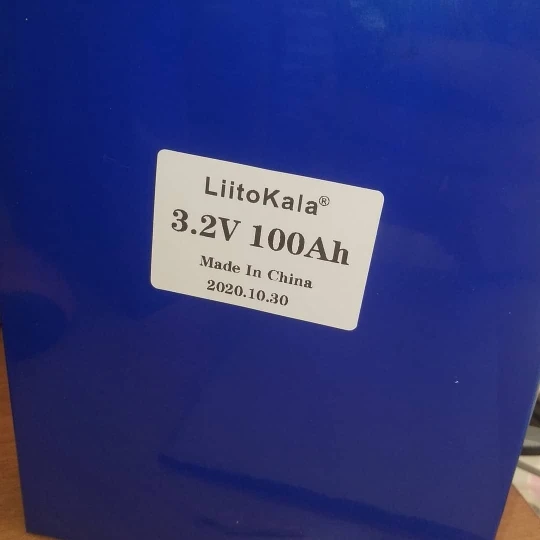 LiitoKala®
3.2V 100Ah
Made In China
2020.10.30